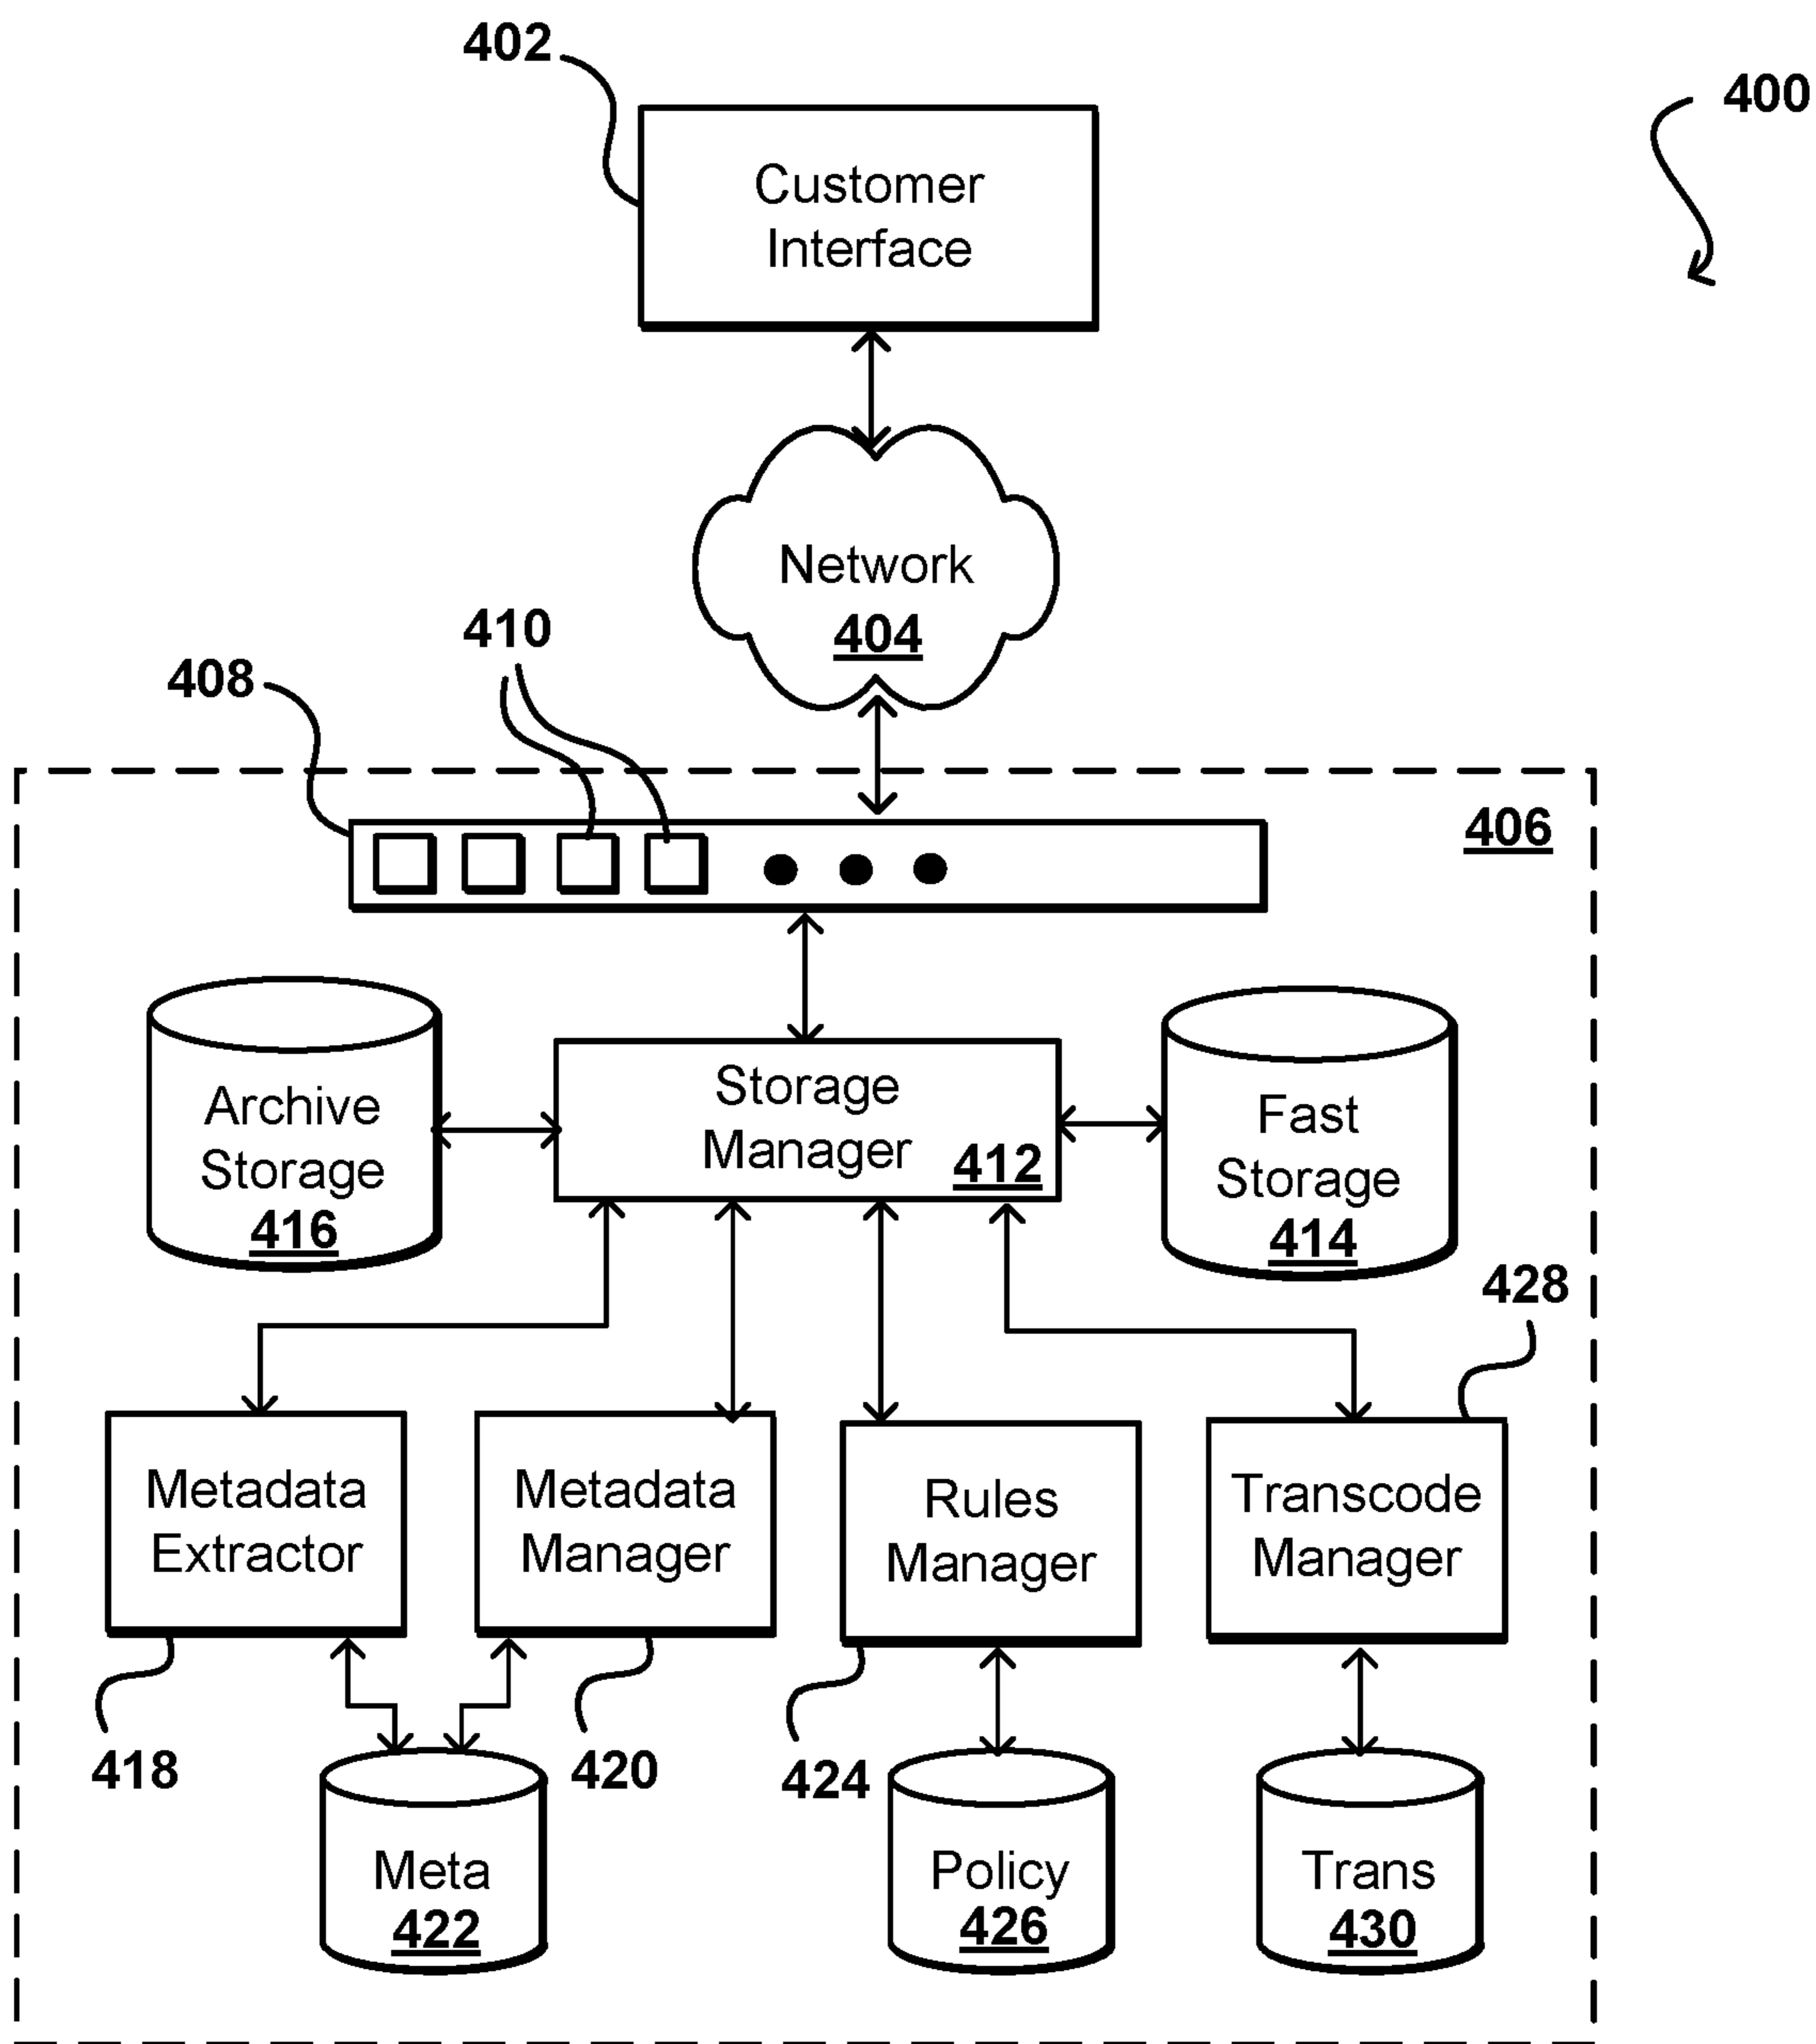 402
400
Customer
Interface
Network
404
410
408
406
Archive
Storage
416
Storage
Manager
412
Fast
Storage
414
428
Metadata
Extractor
Metadata
Manager
Rules
Manager
Transcode
Manager
418
420
424
Meta
422
Policy
426
Trans
430